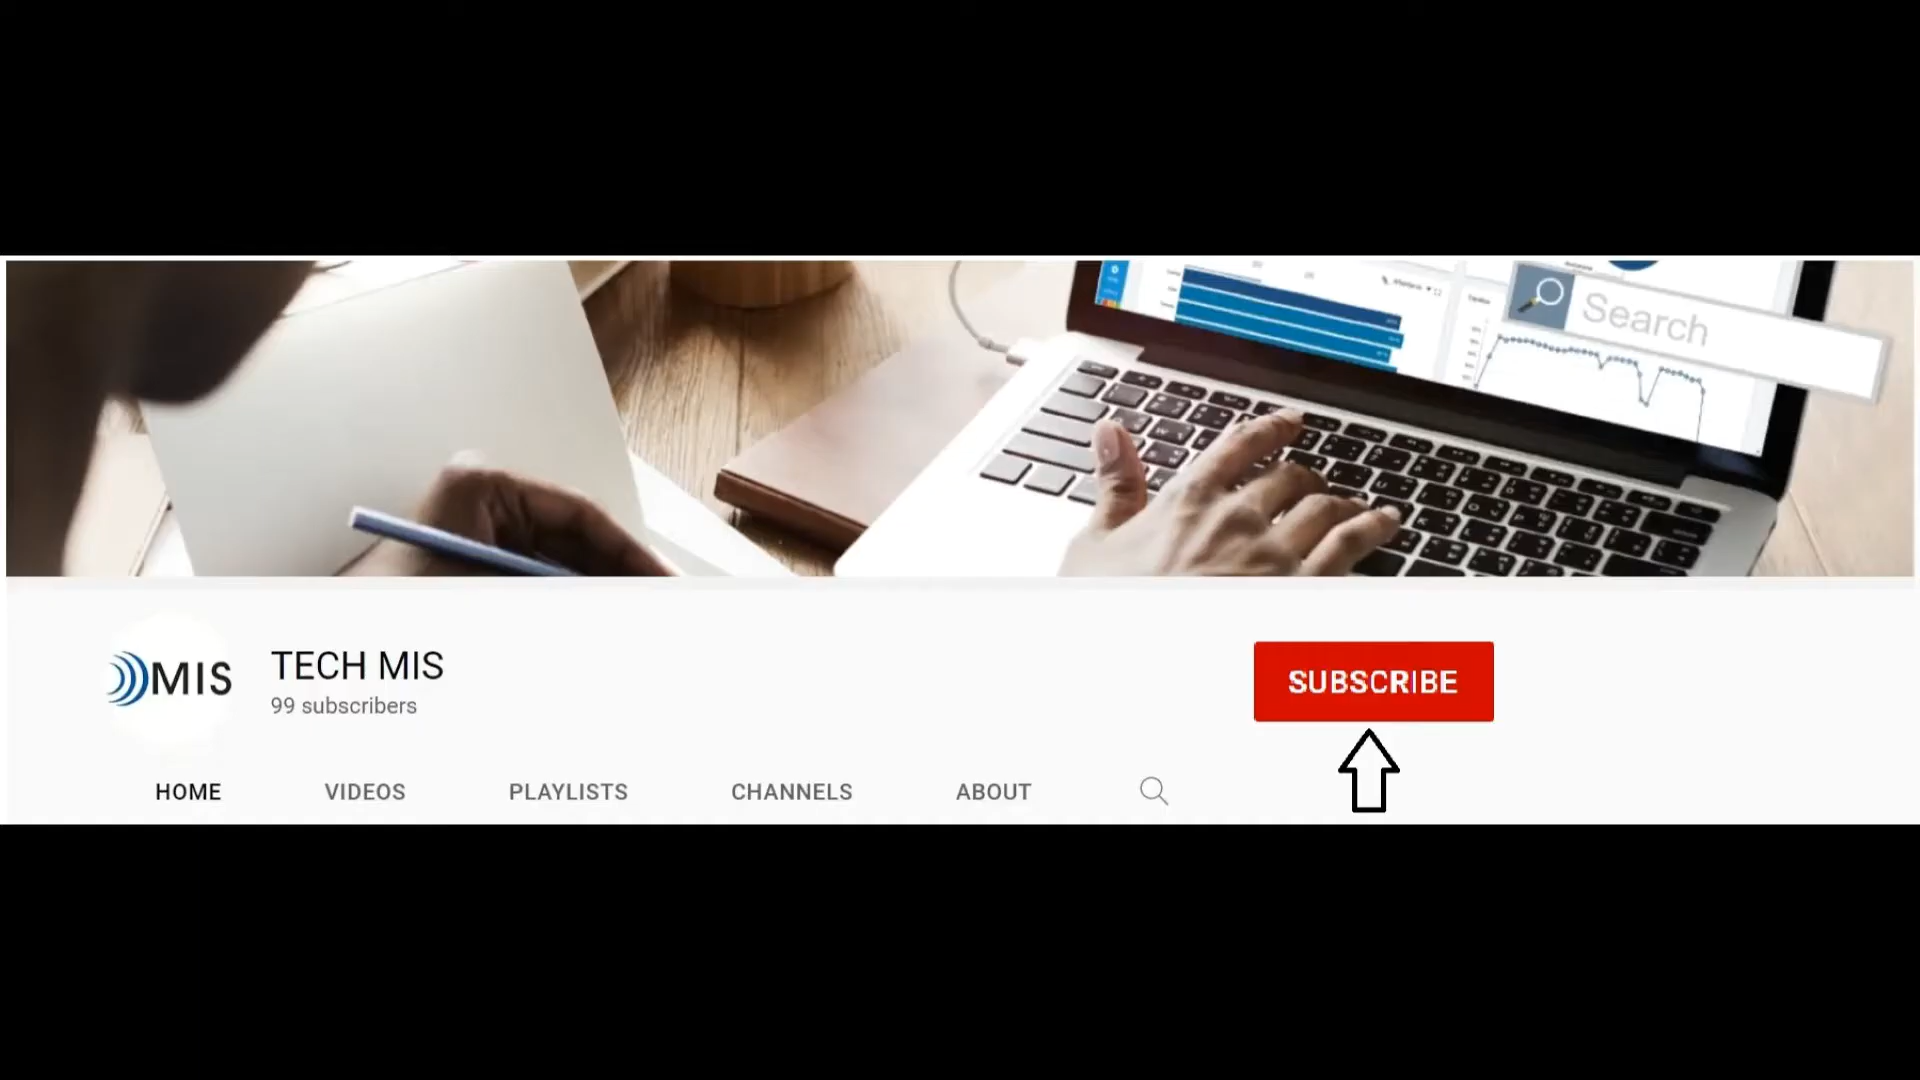 Search
MIS
TECH MIS
99 subscribers
SUBSCRIBE
HOME
VIDEOS
PLAYLISTS
CHANNELS
ABOUT